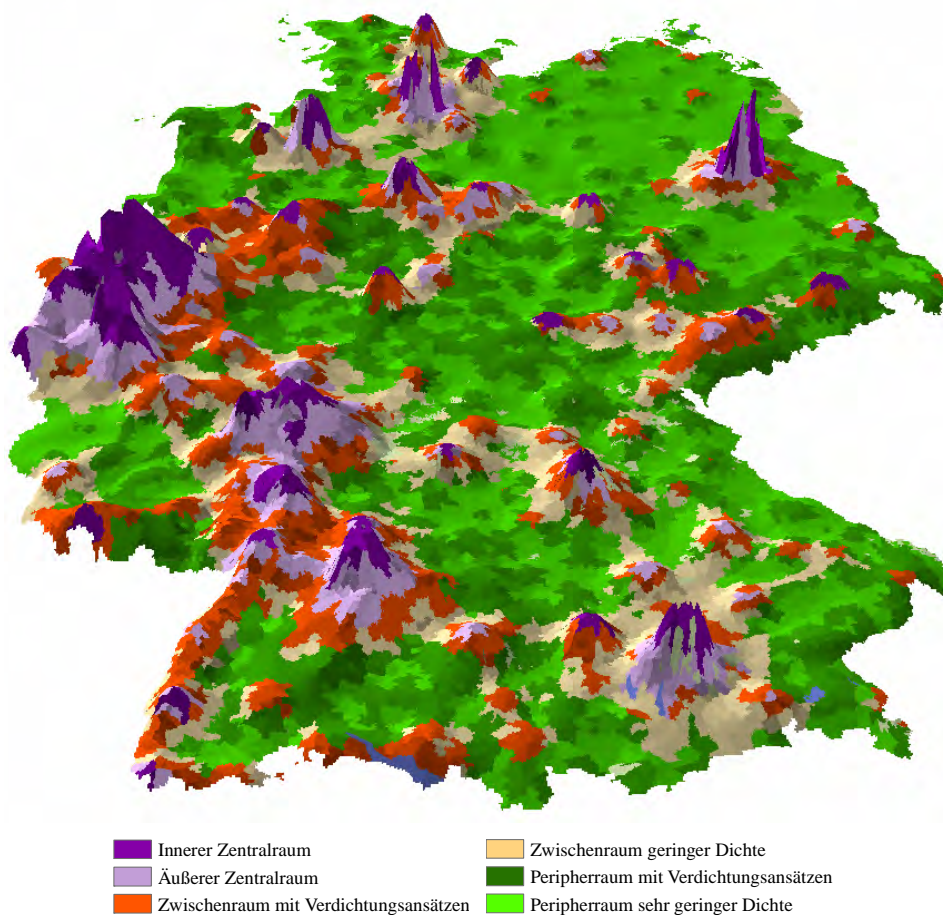 Innerer Zentralraum
Äußerer Zentralraum
Zwischenraum mit Verdichtungsansätzen
Zwischenraum geringer Dichte
Peripherraum mit Verdichtungsansätzen
Peripherraum sehr geringer Dichte